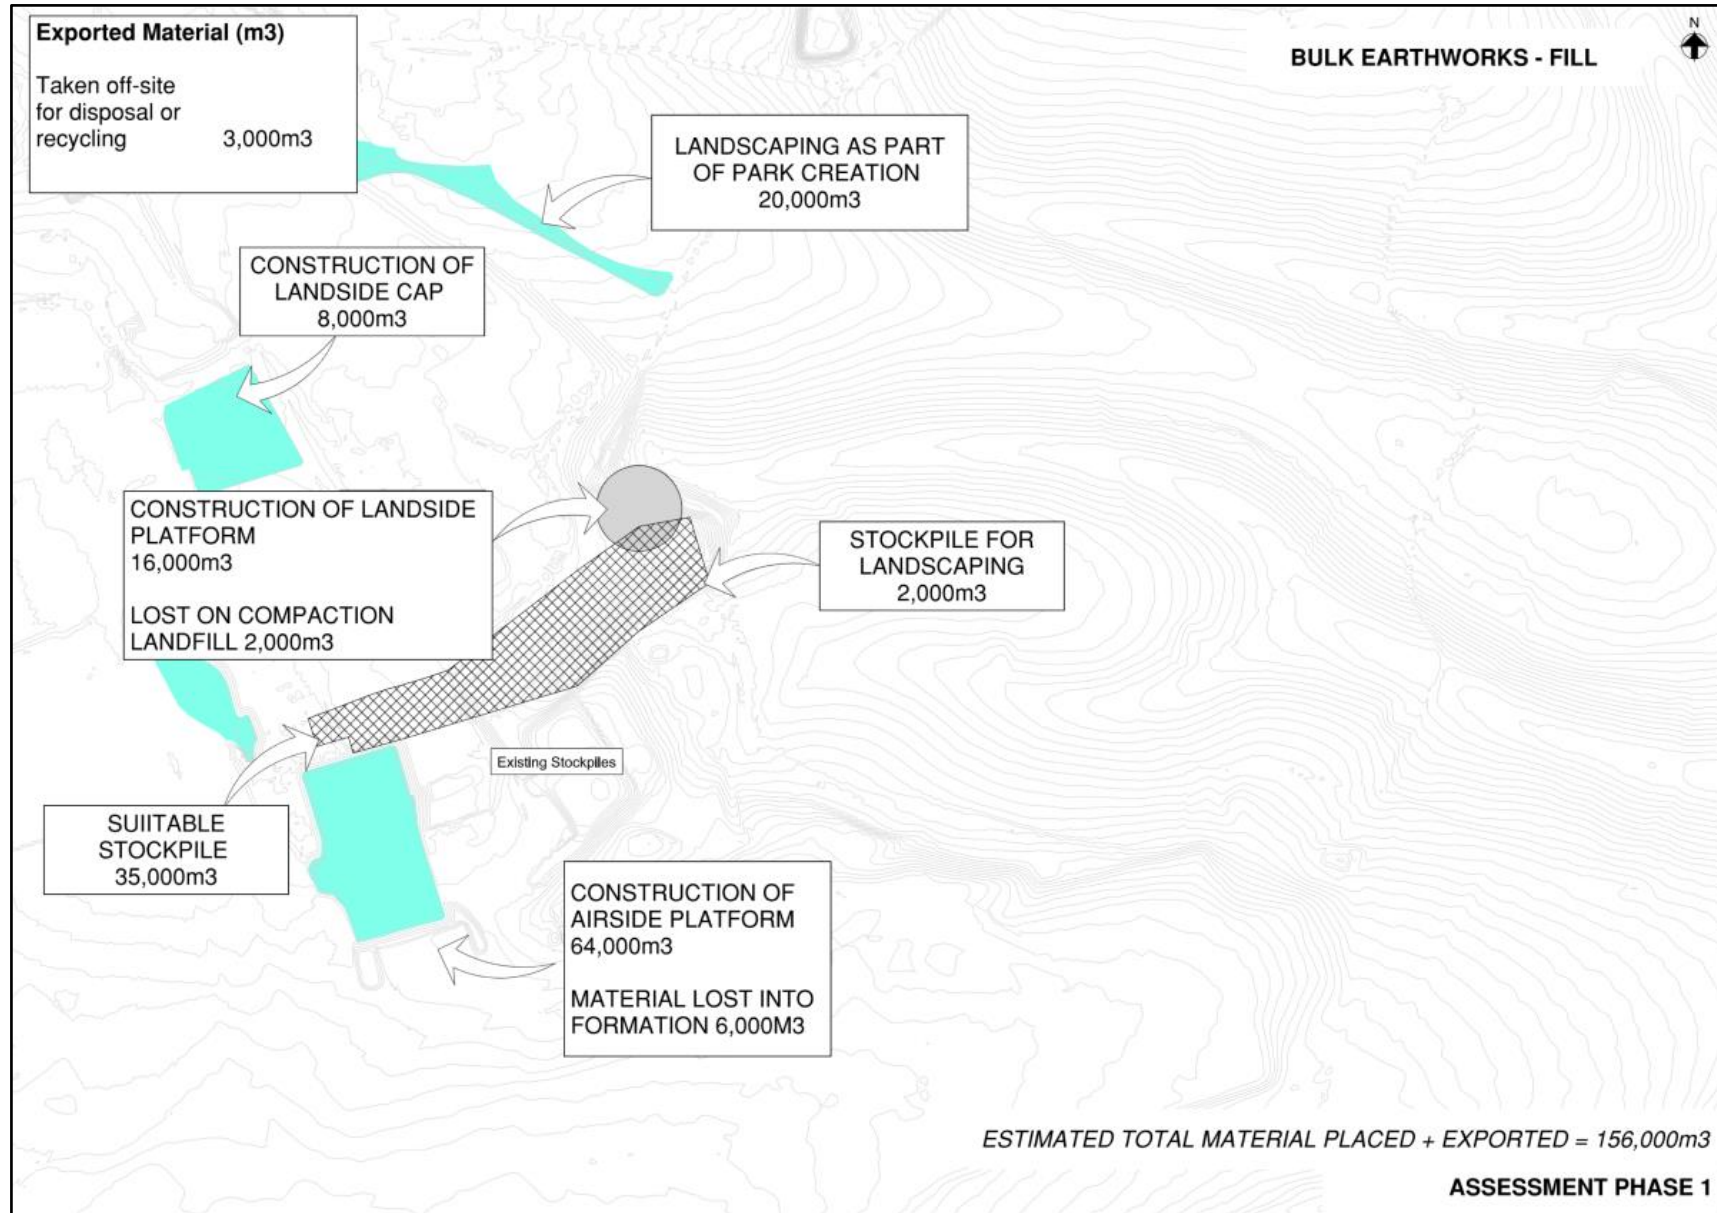 Exported Material (m3)
Taken off-site
for disposal or
recycling 3,000m3
N
BULK EARTHWORKS - FILL
LANDSCAPING AS PART
OF PARK CREATION
20,000m3
CONSTRUCTION OF
LANDSIDE CAP
8,000m3
CONSTRUCTION OF LANDSIDE
PLATFORM
16,000m3
LOST ON COMPACTION
LANDFILL 2,000m3
STOCKPILE FOR
LANDSCAPING
2,000m3
Existing Stockpiles
SUIITABLE
STOCKPILE
35,000m3
CONSTRUCTION OF
AIRSIDE PLATFORM
64,000m3
MATERIAL LOST INTO
FORMATION 6,000M3
ESTIMATED TOTAL MATERIAL PLACED + EXPORTED = 156,000m3
ASSESSMENT PHASE 1